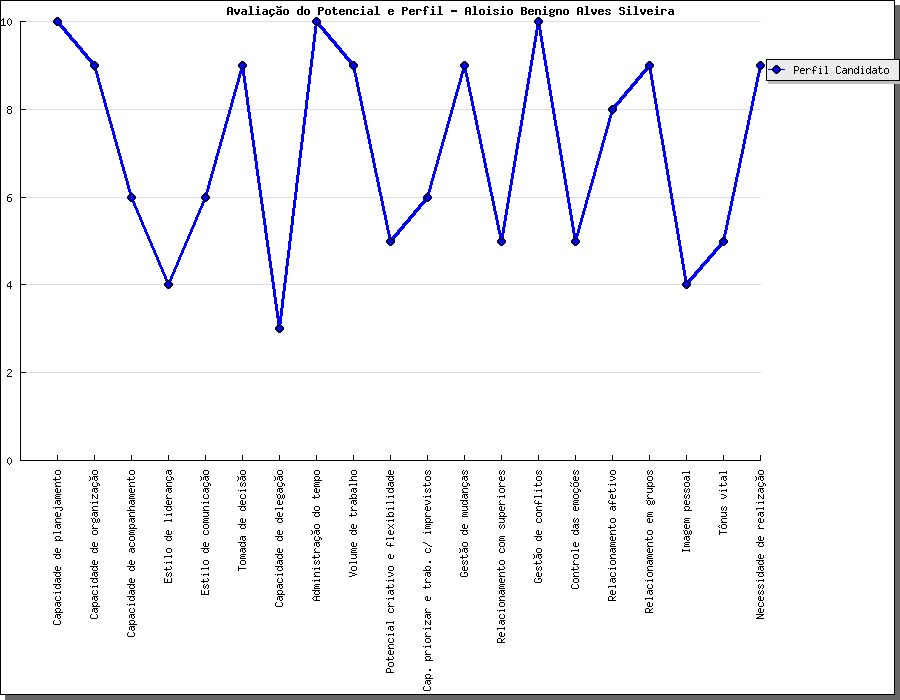 Avaliação do Potencial e Perfil - Aloisio Benigno Alves Silveira
10
8
6
4
2
0
Perfil Candidato
Capacidade de planejamento
Capacidade de organização
Capacidade de acompanhamento
Estilo de liderança
Estilo de comunicação
Tomada de decisão
Capacidade de delegação
Administração do tempo
Volume de trabalho
Potencial criativo e flexibilidade
Cap. priorizar e trab. c/ imprevistos
Gestão de mudanças
Relacionamento com superiores
Gestão de conflitos
Controle das emoções
Relacionamento afetivo
Relacionamento em grupos
Imagem pessoal
Tônus vital
Necessidade de realização